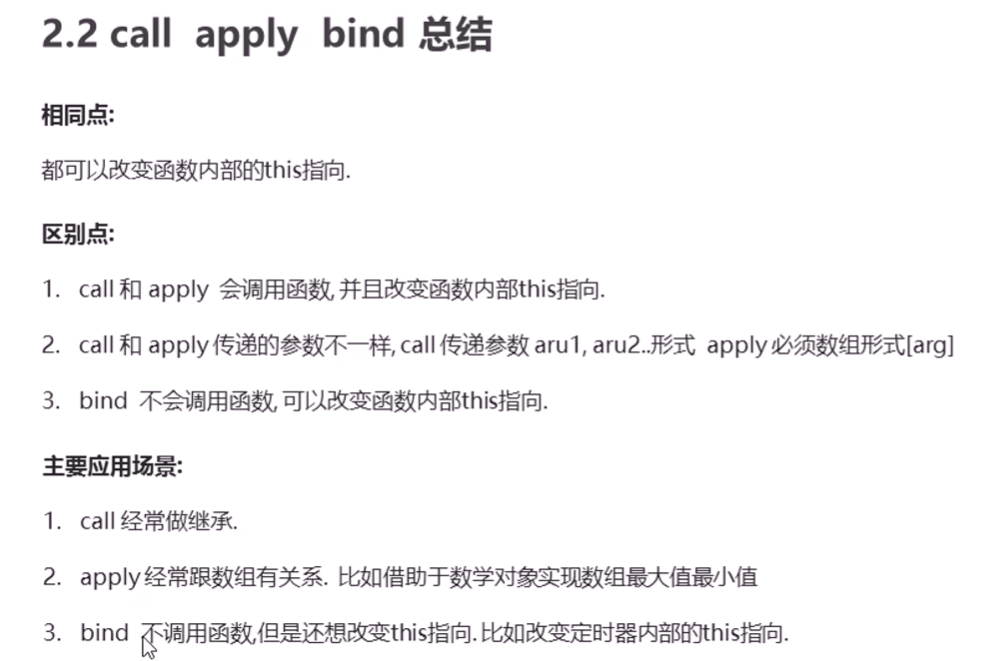 2.2 call apply bind 总结
相同点:
都可以改变函数内部的this指向.
区别点:
1. call 和 apply 会调用函数, 并且改变函数内部this指向.
2. call 和 apply 传递的参数不一样, call 传递参数 aru1, aru2..形式 apply 必须数组形式[arg]
3. bind 不会调用函数, 可以改变函数内部this指向.
主要应用场景:
1. call 经常做继承.
2. apply 经常跟数组有关系. 比如借助于数学对象实现数组最大值最小值
3. bind 不调用函数,但是还想改变this指向. 比如改变定时器内部的this指向.